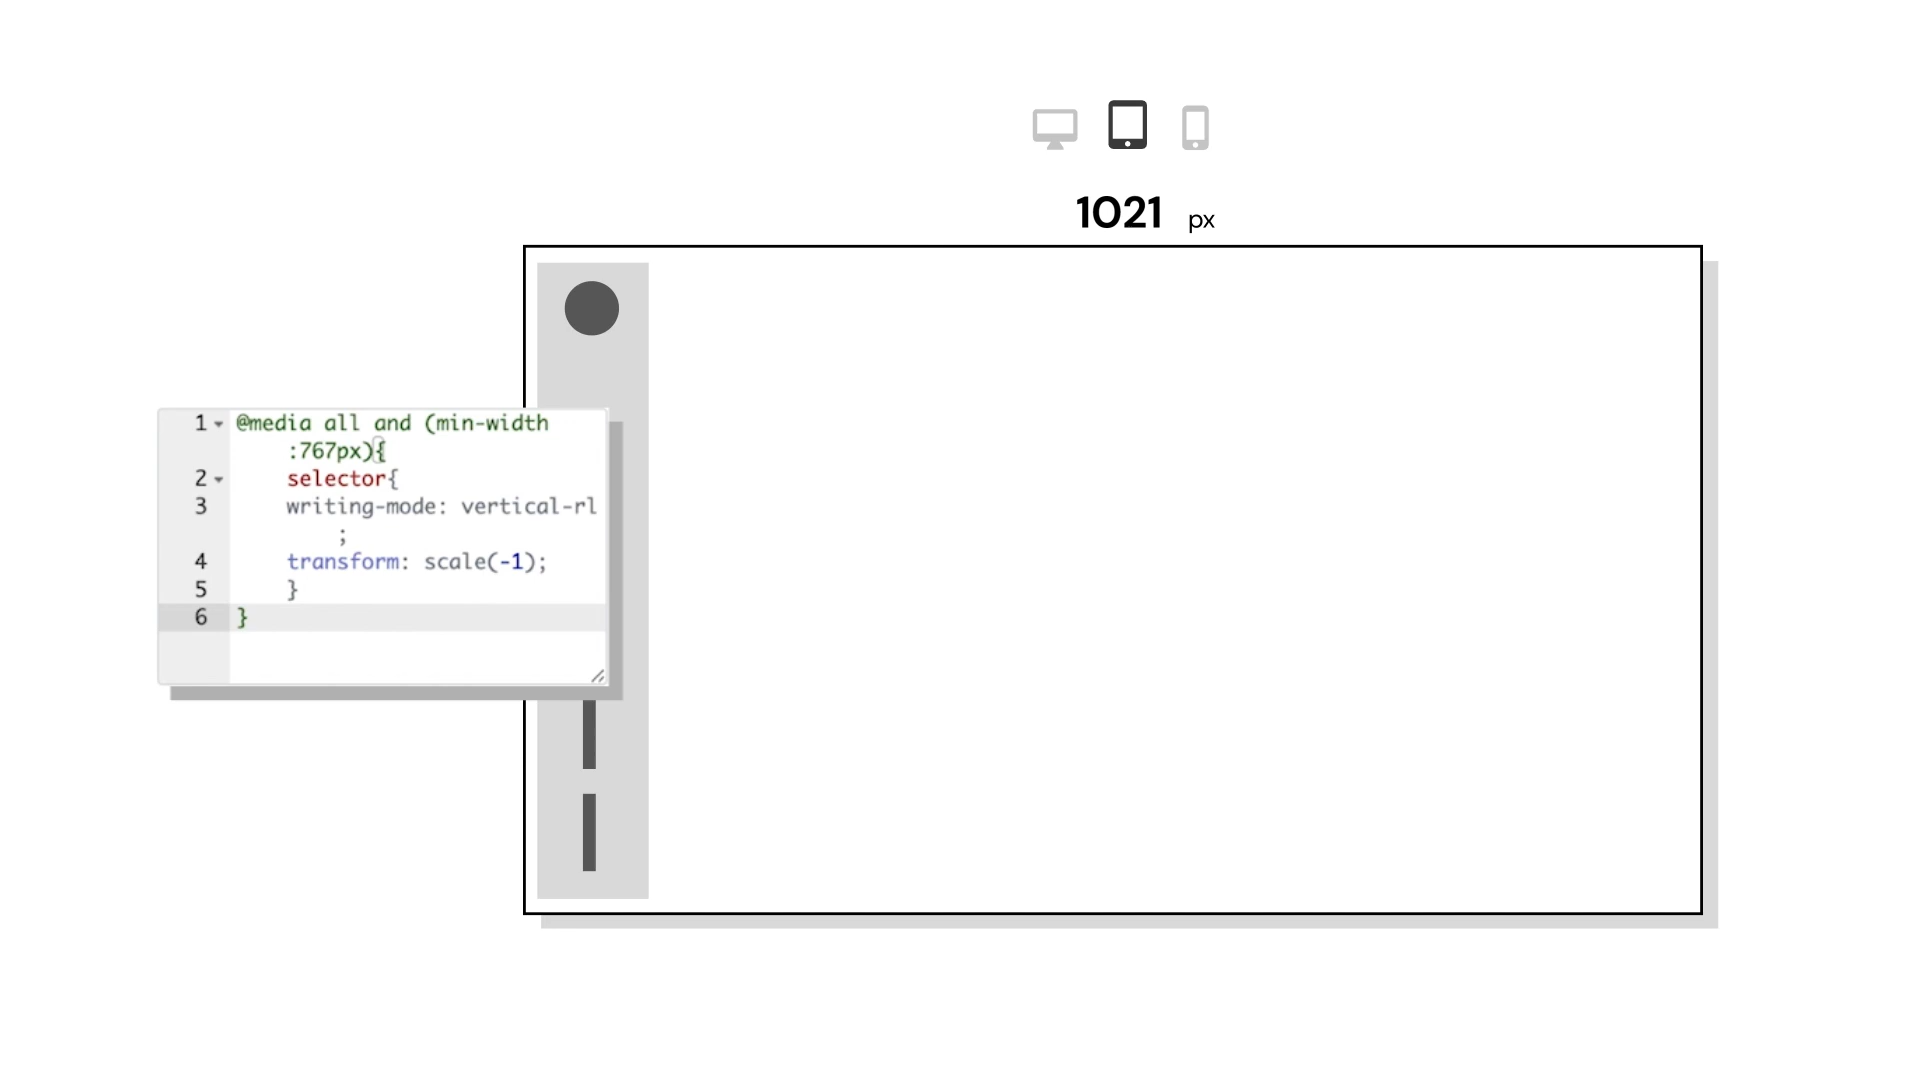 1021 px
1 @media all and (min-width
:767px){
2 selector{
3 writing-mode: vertical-rl
;
4 transform: scale(-1);
5 }
6 }